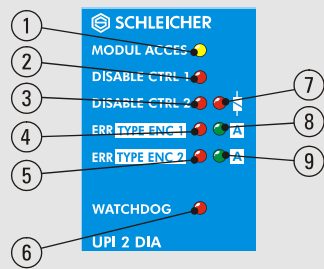 SCHLEICHER
1 MODUL ACCES
2 DISABLE CTRL 1
3 DISABLE CTRL 2 7
4 ERR TYPE ENC 1 A 8
5 ERR TYPE ENC 2 A 9
6 WATCHDOG
UPI 2 DIA